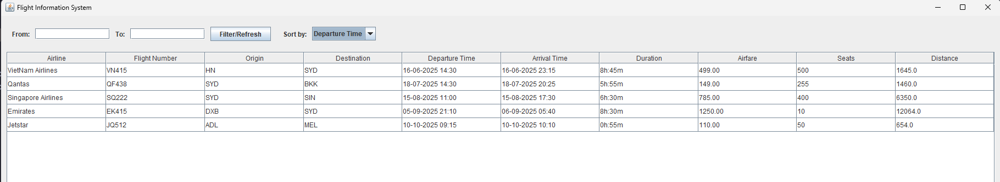 Flight Information System
From: To: Filter/Refresh Sort by: Departure Time
Airline Flight Number Origin Destination Departure Time Arrival Time Duration Airfare Seats Distance
VietNam Airlines VN415 HN SYD 16-06-2025 14:30 16-06-2025 23:15 8h:45m 499.00 500 1645.0
Qantas QF438 SYD BKK 18-07-2025 14:30 18-07-2025 20:25 5h:55m 149.00 255 1460.0
Singapore Airlines SQ222 SYD SIN 15-08-2025 11:00 15-08-2025 17:30 6h:30m 785.00 400 6350.0
Emirates EK415 DXB SYD 05-09-2025 21:10 06-09-2025 05:40 8h:30m 1250.00 10 12064.0
Jetstar JQ512 ADL MEL 10-10-2025 09:15 10-10-2025 10:10 0h:55m 110.00 50 654.0